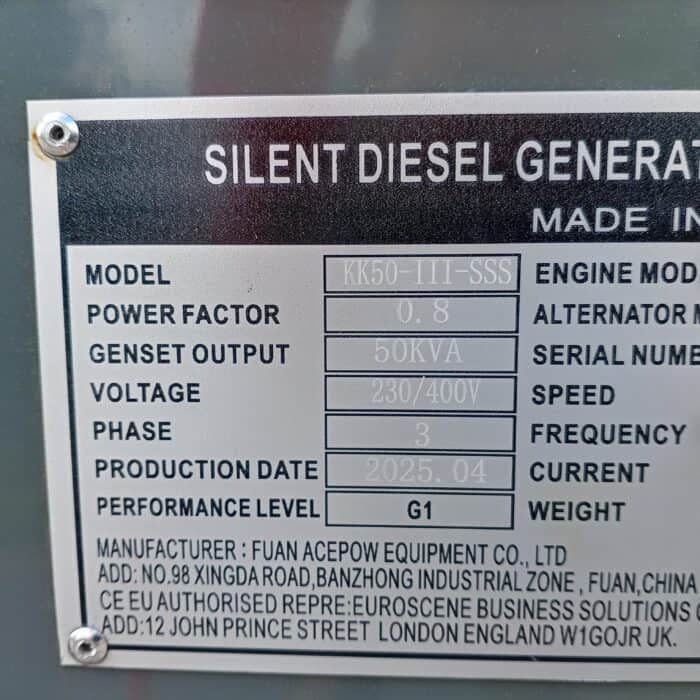 SILENT DIESEL GENERAT
MADE IN
MODEL KK50-III-SSS ENGINE MOD
POWER FACTOR 0.8 ALTERNATOR M
GENSET OUTPUT 50KVA SERIAL NUMBE
VOLTAGE 230/400V SPEED
PHASE 3 FREQUENCY
PRODUCTION DATE 2025.04 CURRENT
PERFORMANCE LEVEL G1 WEIGHT
MANUFACTURER : FUAN ACEPOW EQUIPMENT CO., LTD
ADD: NO.98 XINGDA ROAD,BANZHONG INDUSTRIAL ZONE , FUAN,CHINA
CE EU AUTHORISED REPRE:EUROSCENE BUSINESS SOLUTIONS
ADD:12 JOHN PRINCE STREET LONDON ENGLAND W1GOJR UK.